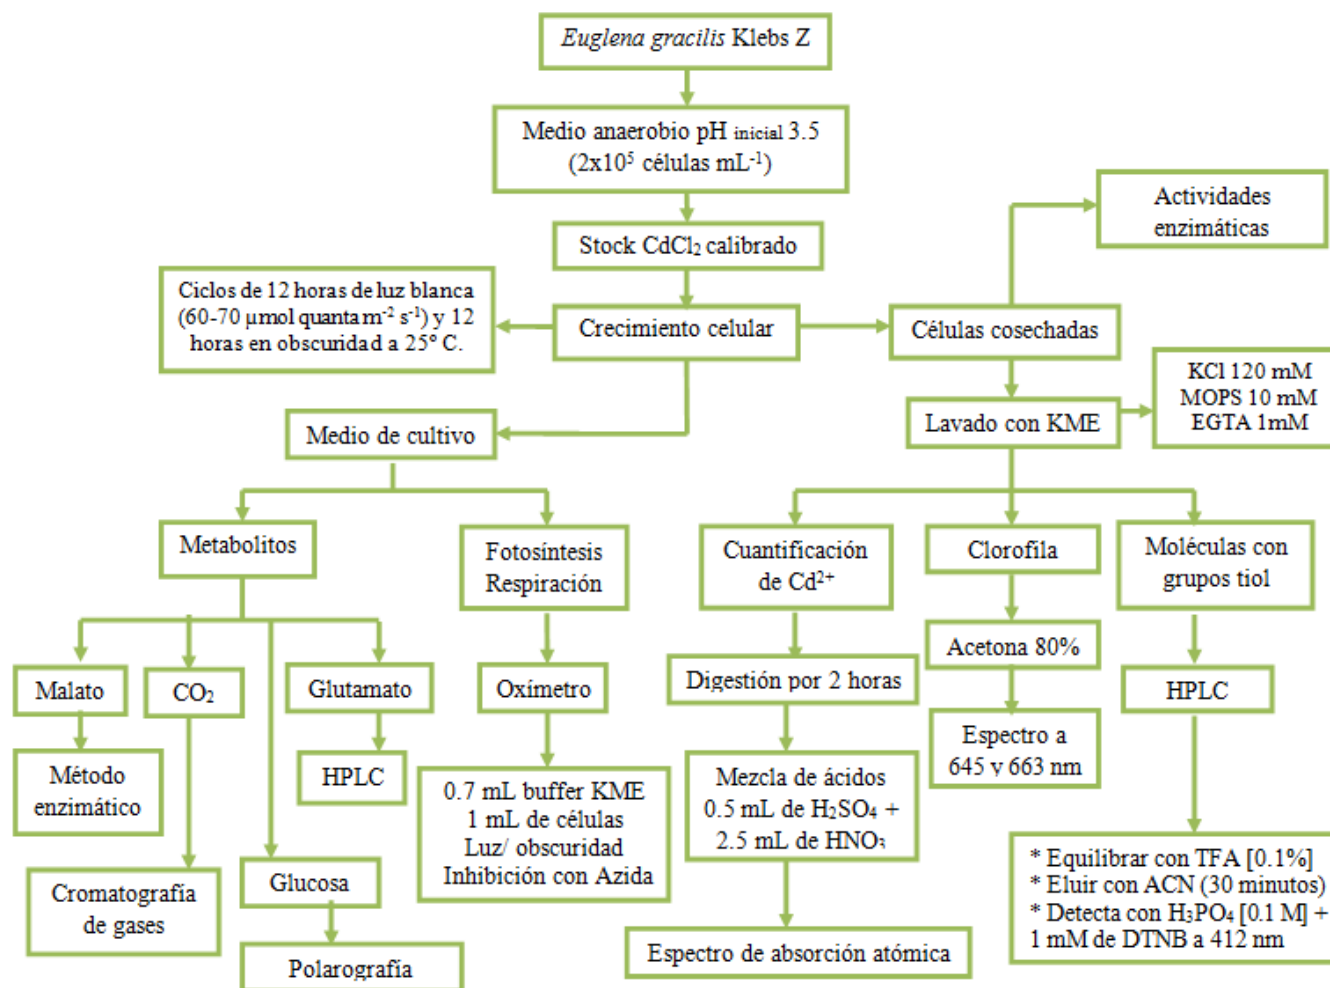 Euglena gracilis Klebs Z
Medio anaerobio pH inicial 3.5
(2x10⁵ células mL⁻¹)
Actividades
enzimáticas
Stock CdCl₂ calibrado
Ciclos de 12 horas de luz blanca
(60-70 µmol quanta m⁻² s⁻¹) y 12
horas en obscuridad a 25º C.
Crecimiento celular
Células cosechadas
KCl 120 mM
MOPS 10 mM
EGTA 1mM
Medio de cultivo
Lavado con KME
Metabolitos
Fotosíntesis
Respiración
Cuantificación
de Cd²⁺
Clorofila
Moléculas con
grupos tiol
Acetona 80%
Malato
CO₂
Glutamato
Oxímetro
Digestión por 2 horas
HPLC
Método
enzimático
HPLC
0.7 mL buffer KME
1 mL de células
Luz/ obscuridad
Inhibición con Azida
Mezcla de ácidos
0.5 mL de H₂SO₄ +
2.5 mL de HNO₃
Espectro a
645 y 663 nm
Cromatografía
de gases
Glucosa
* Equilibrar con TFA [0.1%]
* Eluir con ACN (30 minutos)
* Detecta con H₃PO₄ [0.1 M] +
1 mM de DTNB a 412 nm
Polarografía
Espectro de absorción atómica